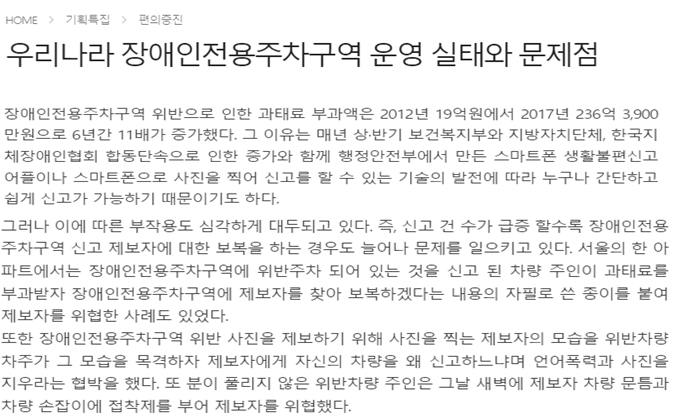 HOME > 기획특집 > 편의증진
우리나라 장애인전용주차구역 운영 실태와 문제점
장애인전용주차구역 위반으로 인한 과태료 부과액은 2012년 19억원에서 2017년 236억 3,900
만원으로 6년간 11배가 증가했다. 그 이유는 매년 상·반기 보건복지부와 지방자치단체, 한국지
체장애인협회 합동단속으로 인한 증가와 함께 행정안전부에서 만든 스마트폰 생활불편신고
어플이나 스마트폰으로 사진을 찍어 신고를 할 수 있는 기술의 발전에 따라 누구나 간단하고
쉽게 신고가 가능하기 때문이기도 하다.
그러나 이에 따른 부작용도 심각하게 대두되고 있다. 즉, 신고 건 수가 급증 할수록 장애인전용
주차구역 신고 제보자에 대한 보복을 하는 경우도 늘어나 문제를 일으키고 있다. 서울의 한 아
파트에서는 장애인전용주차구역에 위반주차 되어 있는 것을 신고 된 차량 주인이 과태료를
부과받자 장애인전용주차구역에 제보자를 찾아 보복하겠다는 내용의 자필로 쓴 종이를 붙여
제보자를 위협한 사례도 있었다.
또한 장애인전용주차구역 위반 사진을 제보하기 위해 사진을 찍는 제보자의 모습을 위반차량
차주가 그 모습을 목격하자 제보자에게 자신의 차량을 왜 신고하느냐며 언어폭력과 사진을
지우라는 협박을 했다. 또 분이 풀리지 않은 위반차량 주인은 그날 새벽에 제보자 차량 문틈과
차량 손잡이에 접착제를 부어 제보자를 위협했다.